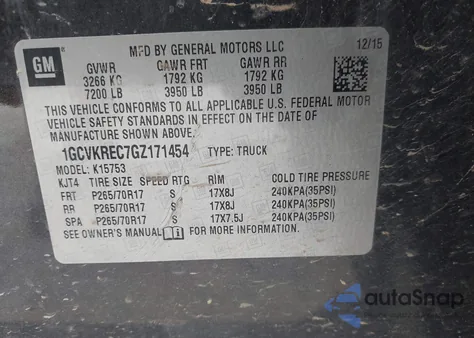 GM
MFD BY GENERAL MOTORS LLC 12/15
GVWR GAWR FRT GAWR RR
3266 KG 1792 KG 1792 KG
7200 LB 3950 LB 3950 LB
THIS VEHICLE CONFORMS TO ALL APPLICABLE U.S. FEDERAL MOTOR
VEHICLE SAFETY STANDARDS IN EFFECT ON THE DATE OF
MANUFACTURE SHOWN ABOVE.
1GCVKREC7GZ171454 TYPE: TRUCK
MODEL: K15753
KJT4 TIRE SIZE SPEED RTG RIM COLD TIRE PRESSURE
FRT P265/70R17 S 17X8J 240KPA(35PSI)
RR P265/70R17 S 17X8J 240KPA(35PSI)
SPA P265/70R17 S 17X7.5J 240KPA(35PSI)
SEE OWNER'S MANUAL FOR MORE INFORMATION.
autoSnap